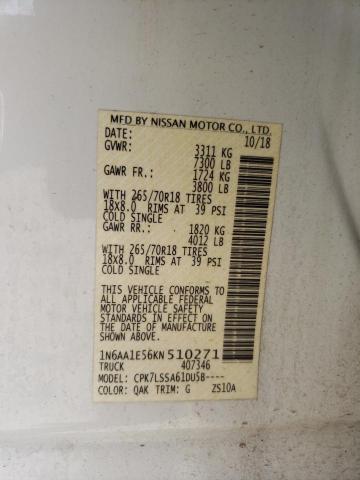 MFD BY NISSAN MOTOR CO., LTD.
DATE: 10/18
GVWR: 3311 KG
7300 LB
GAWR FR.: 1724 KG
3800 LB
WITH 265/70R18 TIRES
18x8.0 RIMS AT 39 PSI
COLD SINGLE
GAWR RR.: 1820 KG
4012 LB
WITH 265/70R18 TIRES
18x8.0 RIMS AT 39 PSI
COLD SINGLE
THIS VEHICLE CONFORMS TO
ALL APPLICABLE FEDERAL
MOTOR VEHICLE SAFETY
STANDARDS IN EFFECT ON
THE DATE OF MANUFACTURE
SHOWN ABOVE.
1N6AA1E56KN510271
TRUCK 407346
MODEL: CPK7LSSA61DU5B----
COLOR: QAK TRIM: G ZS10A